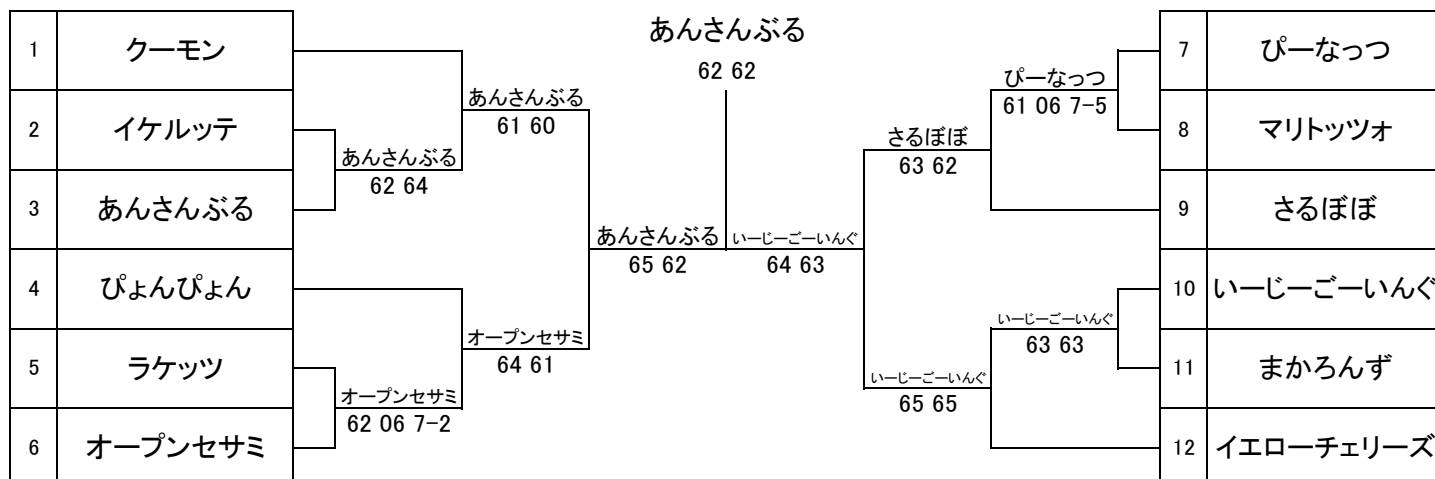 あんさんぶる
62 62
1 クーモン
2 イケルッテ
3 あんさんぶる
4 ぴょんぴょん
5 ラケッツ
6 オープンセサミ
あんさんぶる
62 64
オープンセサミ
62 06 7-2
あんさんぶる
61 60
オープンセサミ
64 61
あんさんぶる
65 62
いーじーごーいんぐ
64 63
さるぼぼ
63 62
いーじーごーいんぐ
65 65
ぴーなっつ
61 06 7-5
いーじーごーいんぐ
63 63
7 ぴーなっつ
8 マリトッツォ
9 さるぼぼ
10 いーじーごーいんぐ
11 まかろんず
12 イエローチェリーズ